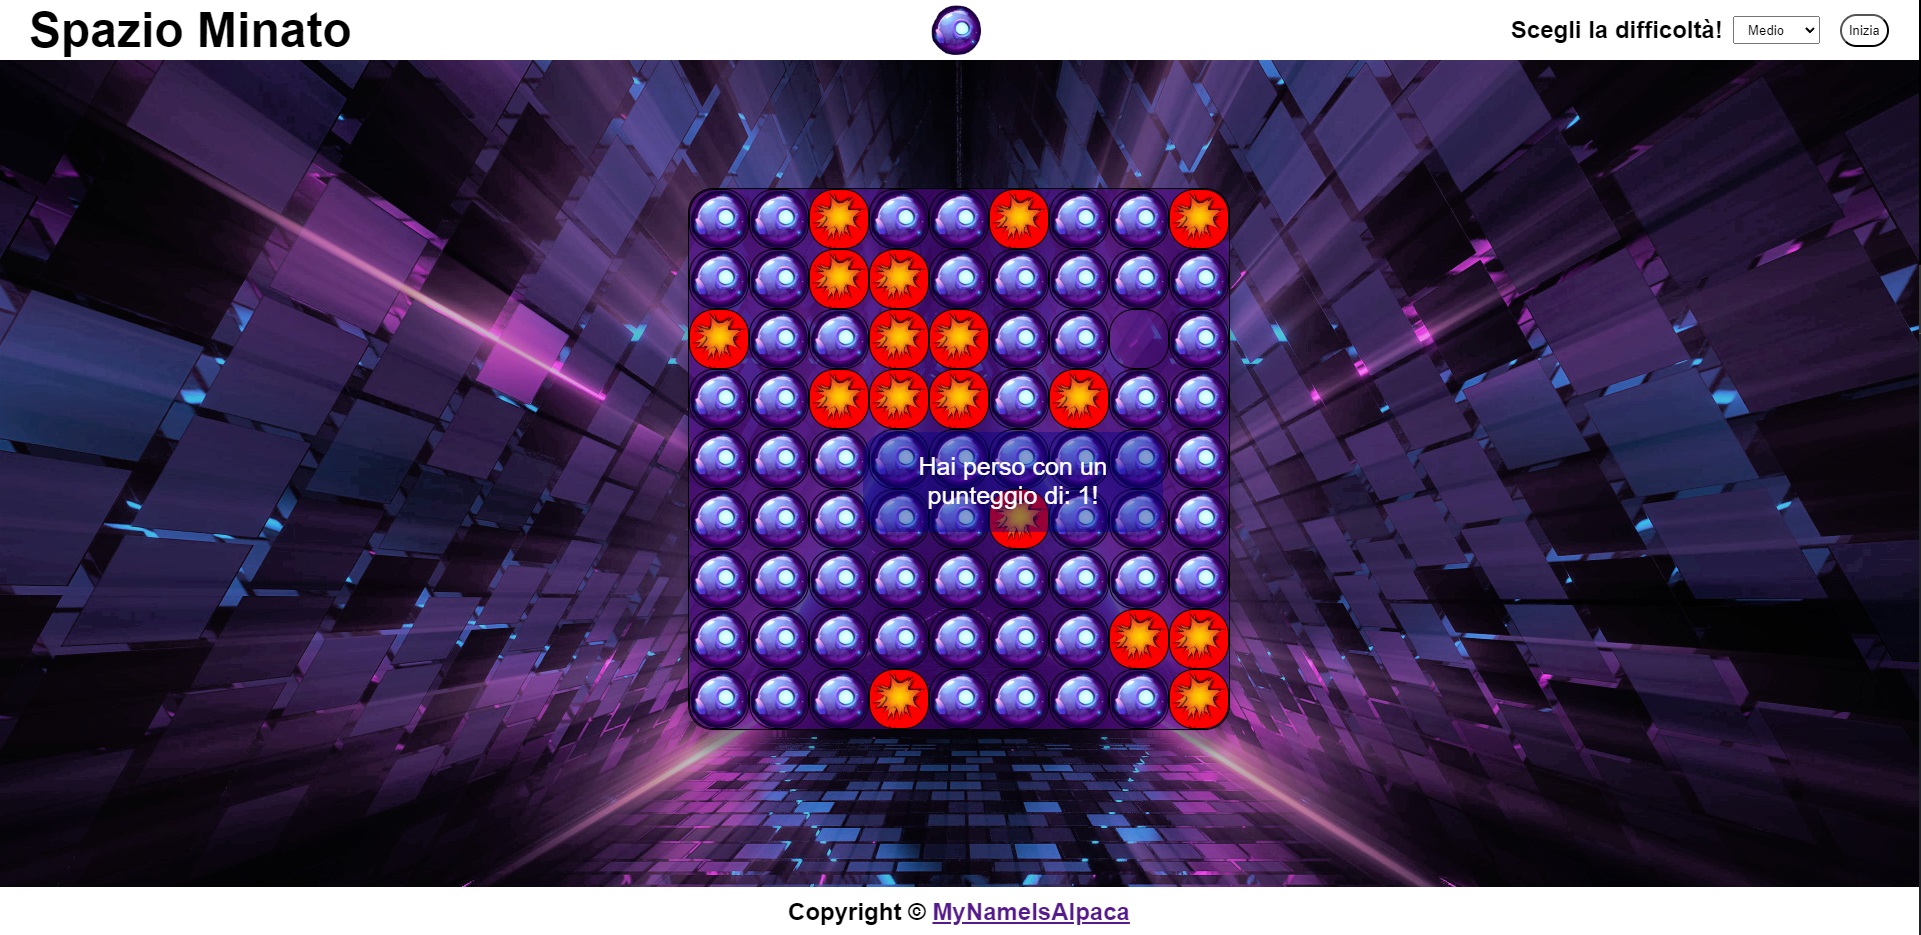 Spazio Minato
Scegli la difficoltà!
Medio
Inizia
Hai perso con un
punteggio di: 1!
Copyright © MyNameIsAlpaca